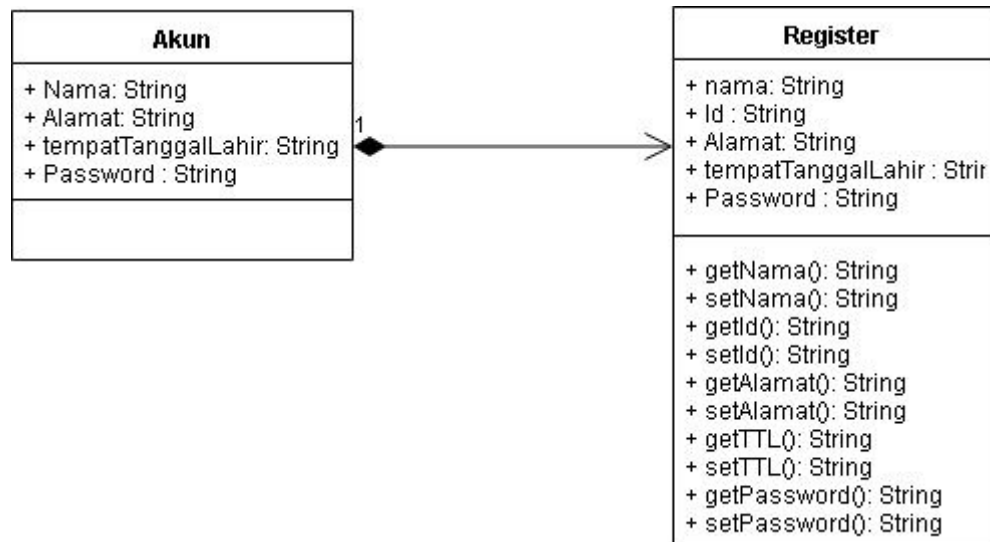 Akun
+ Nama: String
+ Alamat: String
+ tempatTanggalLahir: String
+ Password : String
1
Register
+ nama: String
+ Id : String
+ Alamat: String
+ tempatTanggalLahir : Strin
+ Password : String
+ getNama(): String
+ setNama(): String
+ getId(): String
+ setId(): String
+ getAlamat(): String
+ setAlamat(): String
+ getTTL(): String
+ setTTL(): String
+ getPassword(): String
+ setPassword(): String